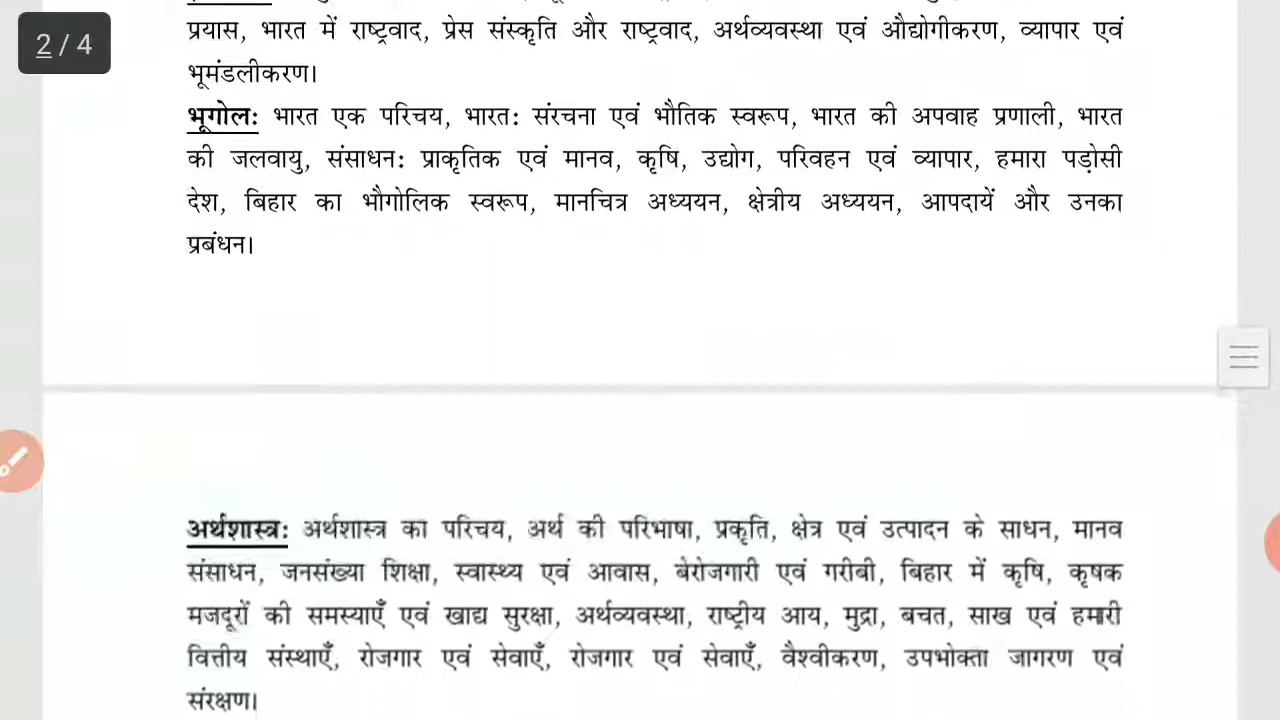 2 / 4
प्रयास, भारत में राष्ट्रवाद, प्रेस संस्कृति और राष्ट्रवाद, अर्थव्यवस्था एवं औद्योगीकरण, व्यापार एवं
भूमंडलीकरण।
भूगोल: भारत एक परिचय, भारत: संरचना एवं भौतिक स्वरूप, भारत की अपवाह प्रणाली, भारत
की जलवायु, संसाधन: प्राकृतिक एवं मानव, कृषि, उद्योग, परिवहन एवं व्यापार, हमारा पड़ोसी
देश, बिहार का भौगोलिक स्वरूप, मानचित्र अध्ययन, क्षेत्रीय अध्ययन, आपदायें और उनका
प्रबंधन।
अर्थशास्त्र: अर्थशास्त्र का परिचय, अर्थ की परिभाषा, प्रकृति, क्षेत्र एवं उत्पादन के साधन, मानव
संसाधन, जनसंख्या शिक्षा, स्वास्थ्य एवं आवास, बेरोजगारी एवं गरीबी, बिहार में कृषि, कृषक
मजदूरों की समस्याएँ एवं खाद्य सुरक्षा, अर्थव्यवस्था, राष्ट्रीय आय, मुद्रा, बचत, साख एवं हमारी
वित्तीय संस्थाएँ, रोजगार एवं सेवाएँ, रोजगार एवं सेवाएँ, वैश्वीकरण, उपभोक्ता जागरण एवं
संरक्षण।